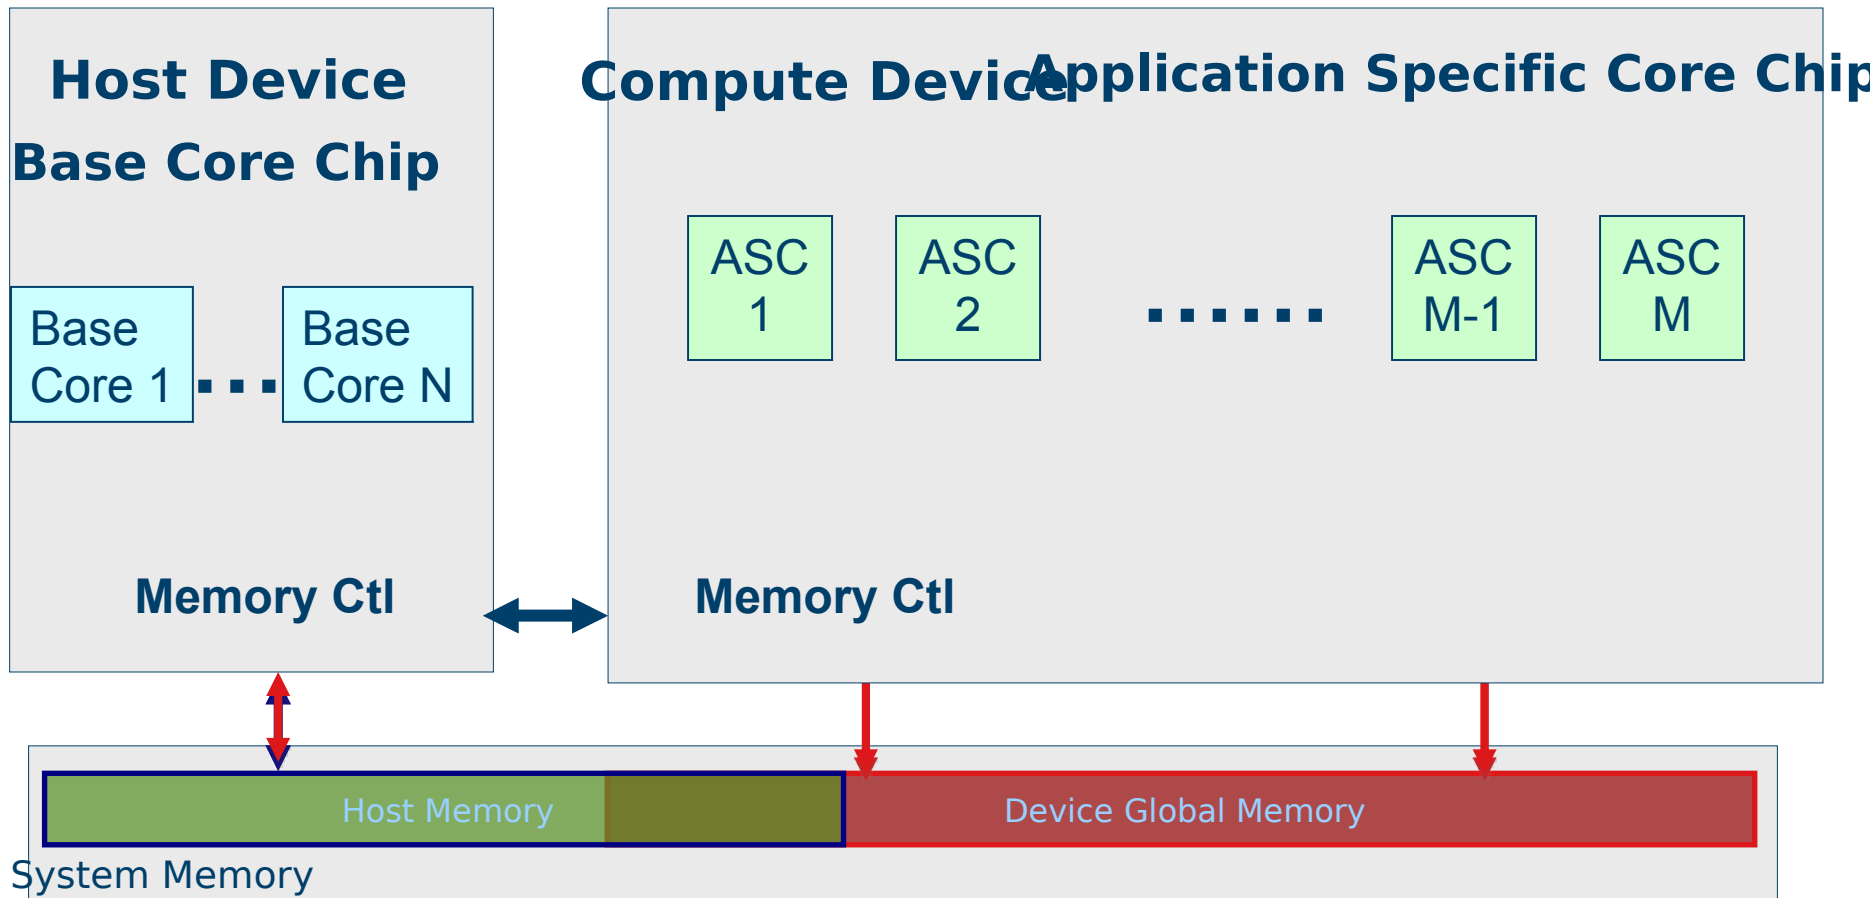 Host Device
Base Core Chip
Compute Device
Application Specific Core Chip
Base
Core 1
Base
Core N
ASC
1
ASC
2
ASC
M-1
ASC
M
Memory Ctl
Memory Ctl
Host Memory
Device Global Memory
System Memory